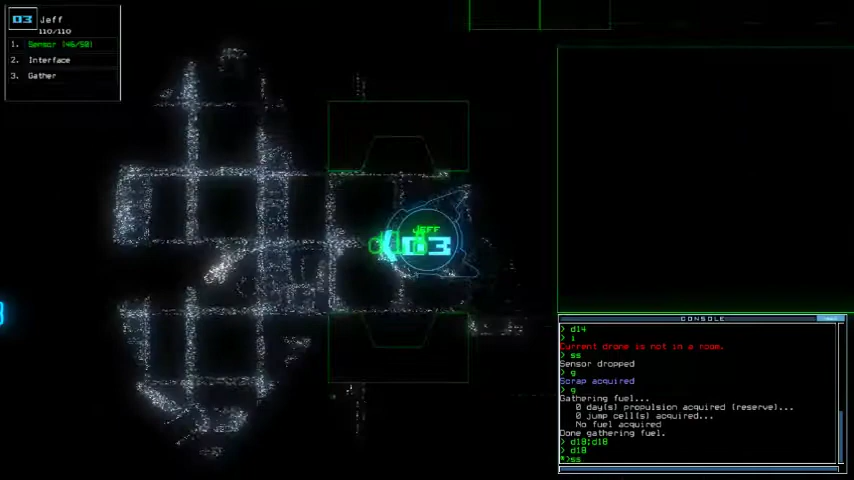 03 Jeff
110/110
1. Sensor (46/50)
2. Interface
3. Gather
JEFF
03
CONSOLE
> d14
> i
Current drone is not in a room.
> ss
Sensor dropped
> g
Scrap acquired
> g
Gathering fuel...
0 day(s) propulsion acquired (reserve)...
0 jump cell(s) acquired...
No fuel acquired
Done gathering fuel.
> d18;d18
> d18
>ss